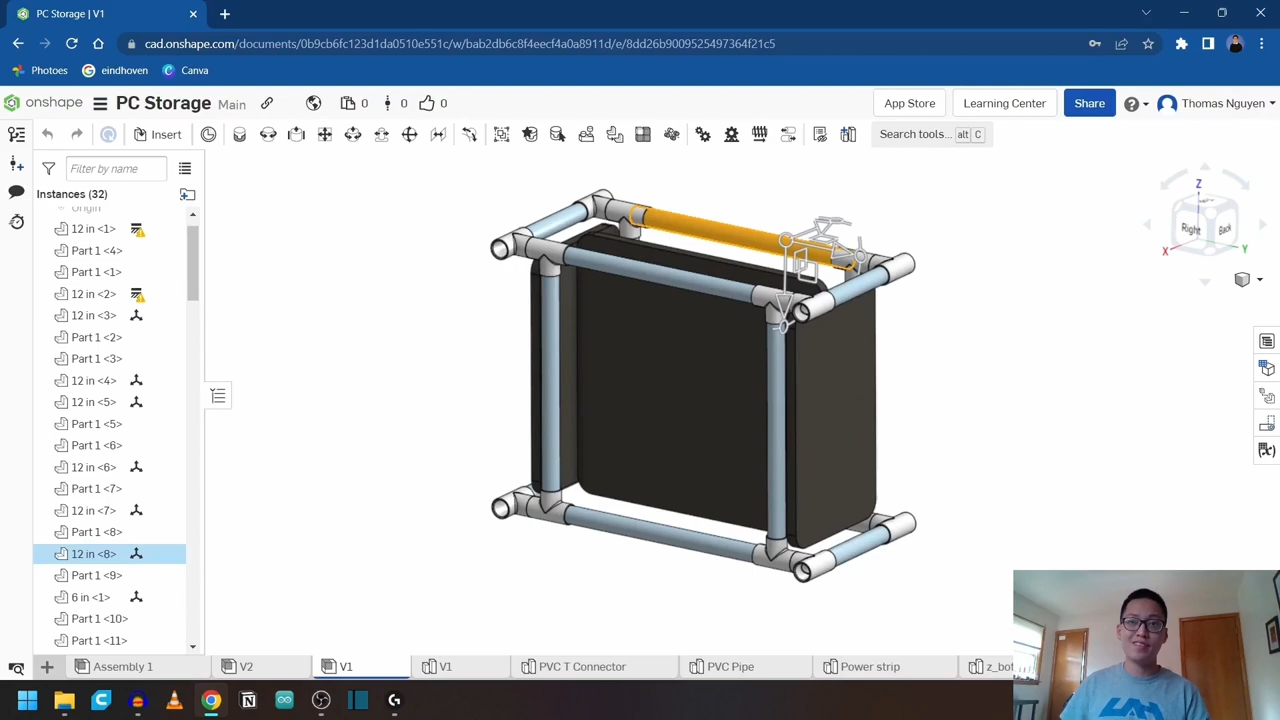 PC Storage | V1
cad.onshape.com/documents/0b9cb6fc123d1da0510e551c/w/bab2db6c8f4eecf4a0a8911d/e/8dd26b9009525497364f21c5
Photoes
eindhoven
Canva
onshape
PC Storage
Main
0
0
0
App Store
Learning Center
Share
Thomas Nguyen
Insert
Search tools...
alt
C
Filter by name
Instances (32)
Origin
12 in <1>
Part 1 <4>
Part 1 <1>
12 in <2>
12 in <3>
Part 1 <2>
Part 1 <3>
12 in <4>
12 in <5>
Part 1 <5>
Part 1 <6>
12 in <6>
Part 1 <7>
12 in <7>
Part 1 <8>
12 in <8>
Part 1 <9>
6 in <1>
Part 1 <10>
Part 1 <11>
Z
Right
Back
X
Y
Assembly 1
V2
V1
V1
PVC T Connector
PVC Pipe
Power strip
z_bot